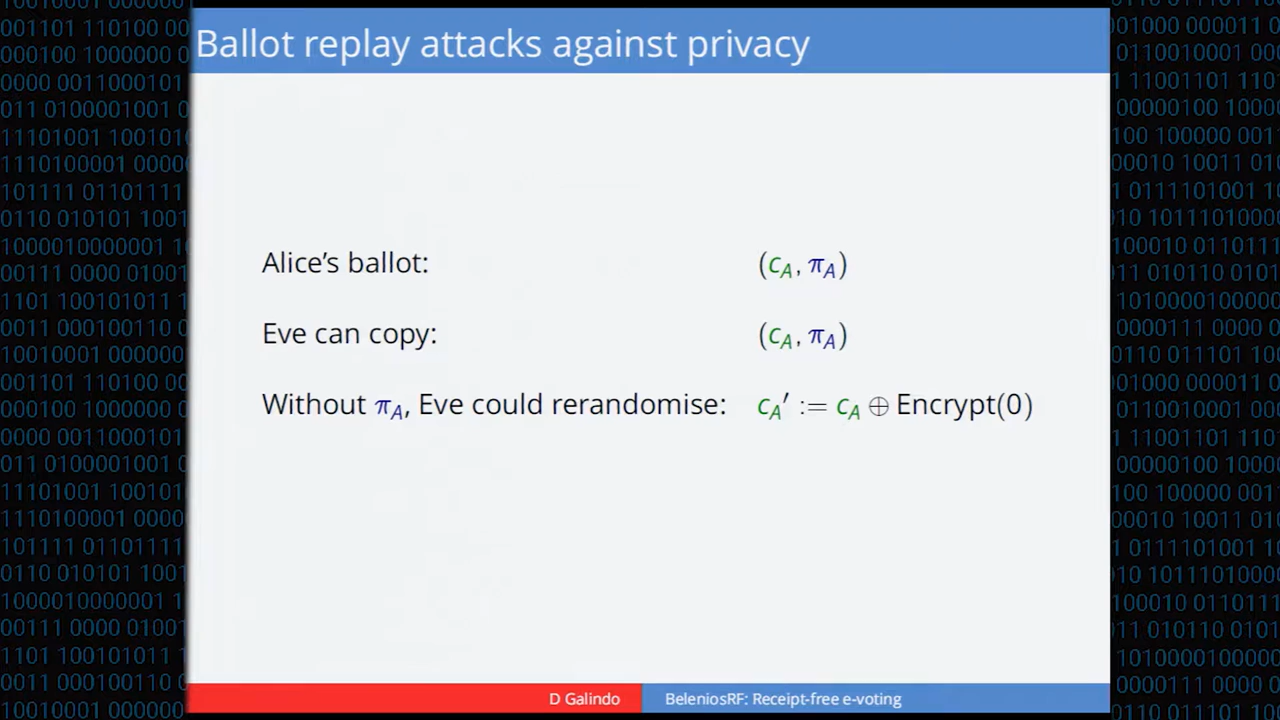 Ballot replay attacks against privacy
Alice’s ballot: (c_A, π_A)
Eve can copy: (c_A, π_A)
Without π_A, Eve could rerandomise: c_A′ := c_A ⊕ Encrypt(0)
D Galindo BeleniosRF: Receipt-free e-voting